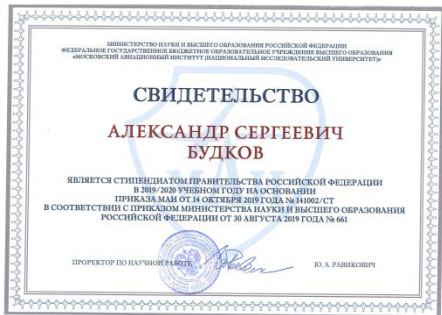 МИНИСТЕРСТВО НАУКИ И ВЫСШЕГО ОБРАЗОВАНИЯ РОССИЙСКОЙ ФЕДЕРАЦИИ
ФЕДЕРАЛЬНОЕ ГОСУДАРСТВЕННОЕ БЮДЖЕТНОЕ ОБРАЗОВАТЕЛЬНОЕ УЧРЕЖДЕНИЕ ВЫСШЕГО ОБРАЗОВАНИЯ
«МОСКОВСКИЙ АВИАЦИОННЫЙ ИНСТИТУТ (НАЦИОНАЛЬНЫЙ ИССЛЕДОВАТЕЛЬСКИЙ УНИВЕРСИТЕТ)»
СВИДЕТЕЛЬСТВО
АЛЕКСАНДР СЕРГЕЕВИЧ
БУДКОВ
ЯВЛЯЕТСЯ СТИПЕНДИАТОМ ПРАВИТЕЛЬСТВА РОССИЙСКОЙ ФЕДЕРАЦИИ
В 2019/2020 УЧЕБНОМ ГОДУ НА ОСНОВАНИИ
ПРИКАЗА МАИ ОТ 14 ОКТЯБРЯ 2019 ГОДА № 141002/СТ
В СООТВЕТСТВИИ С ПРИКАЗОМ МИНИСТЕРСТВА НАУКИ И ВЫСШЕГО ОБРАЗОВАНИЯ
РОССИЙСКОЙ ФЕДЕРАЦИИ ОТ 30 АВГУСТА 2019 ГОДА № 661
ПРОРЕКТОР ПО НАУЧНОЙ РАБОТЕ Ю. А. РАВИКОВИЧ